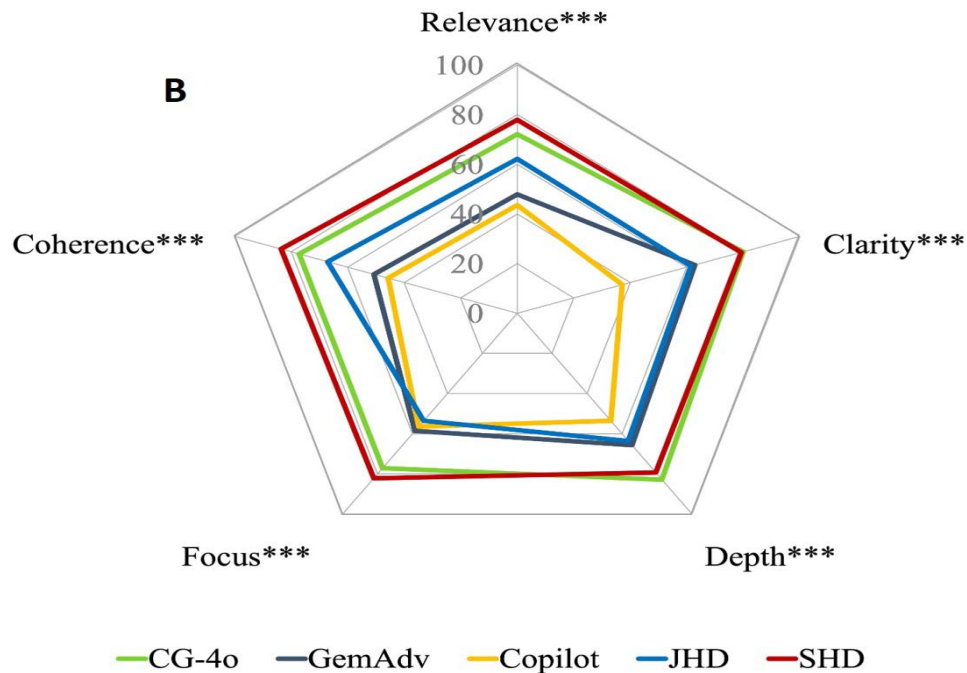 Relevance***
100
B
80
60
40
20
0
Coherence***
Clarity***
Focus***
Depth***
CG-4o GemAdv Copilot JHD SHD